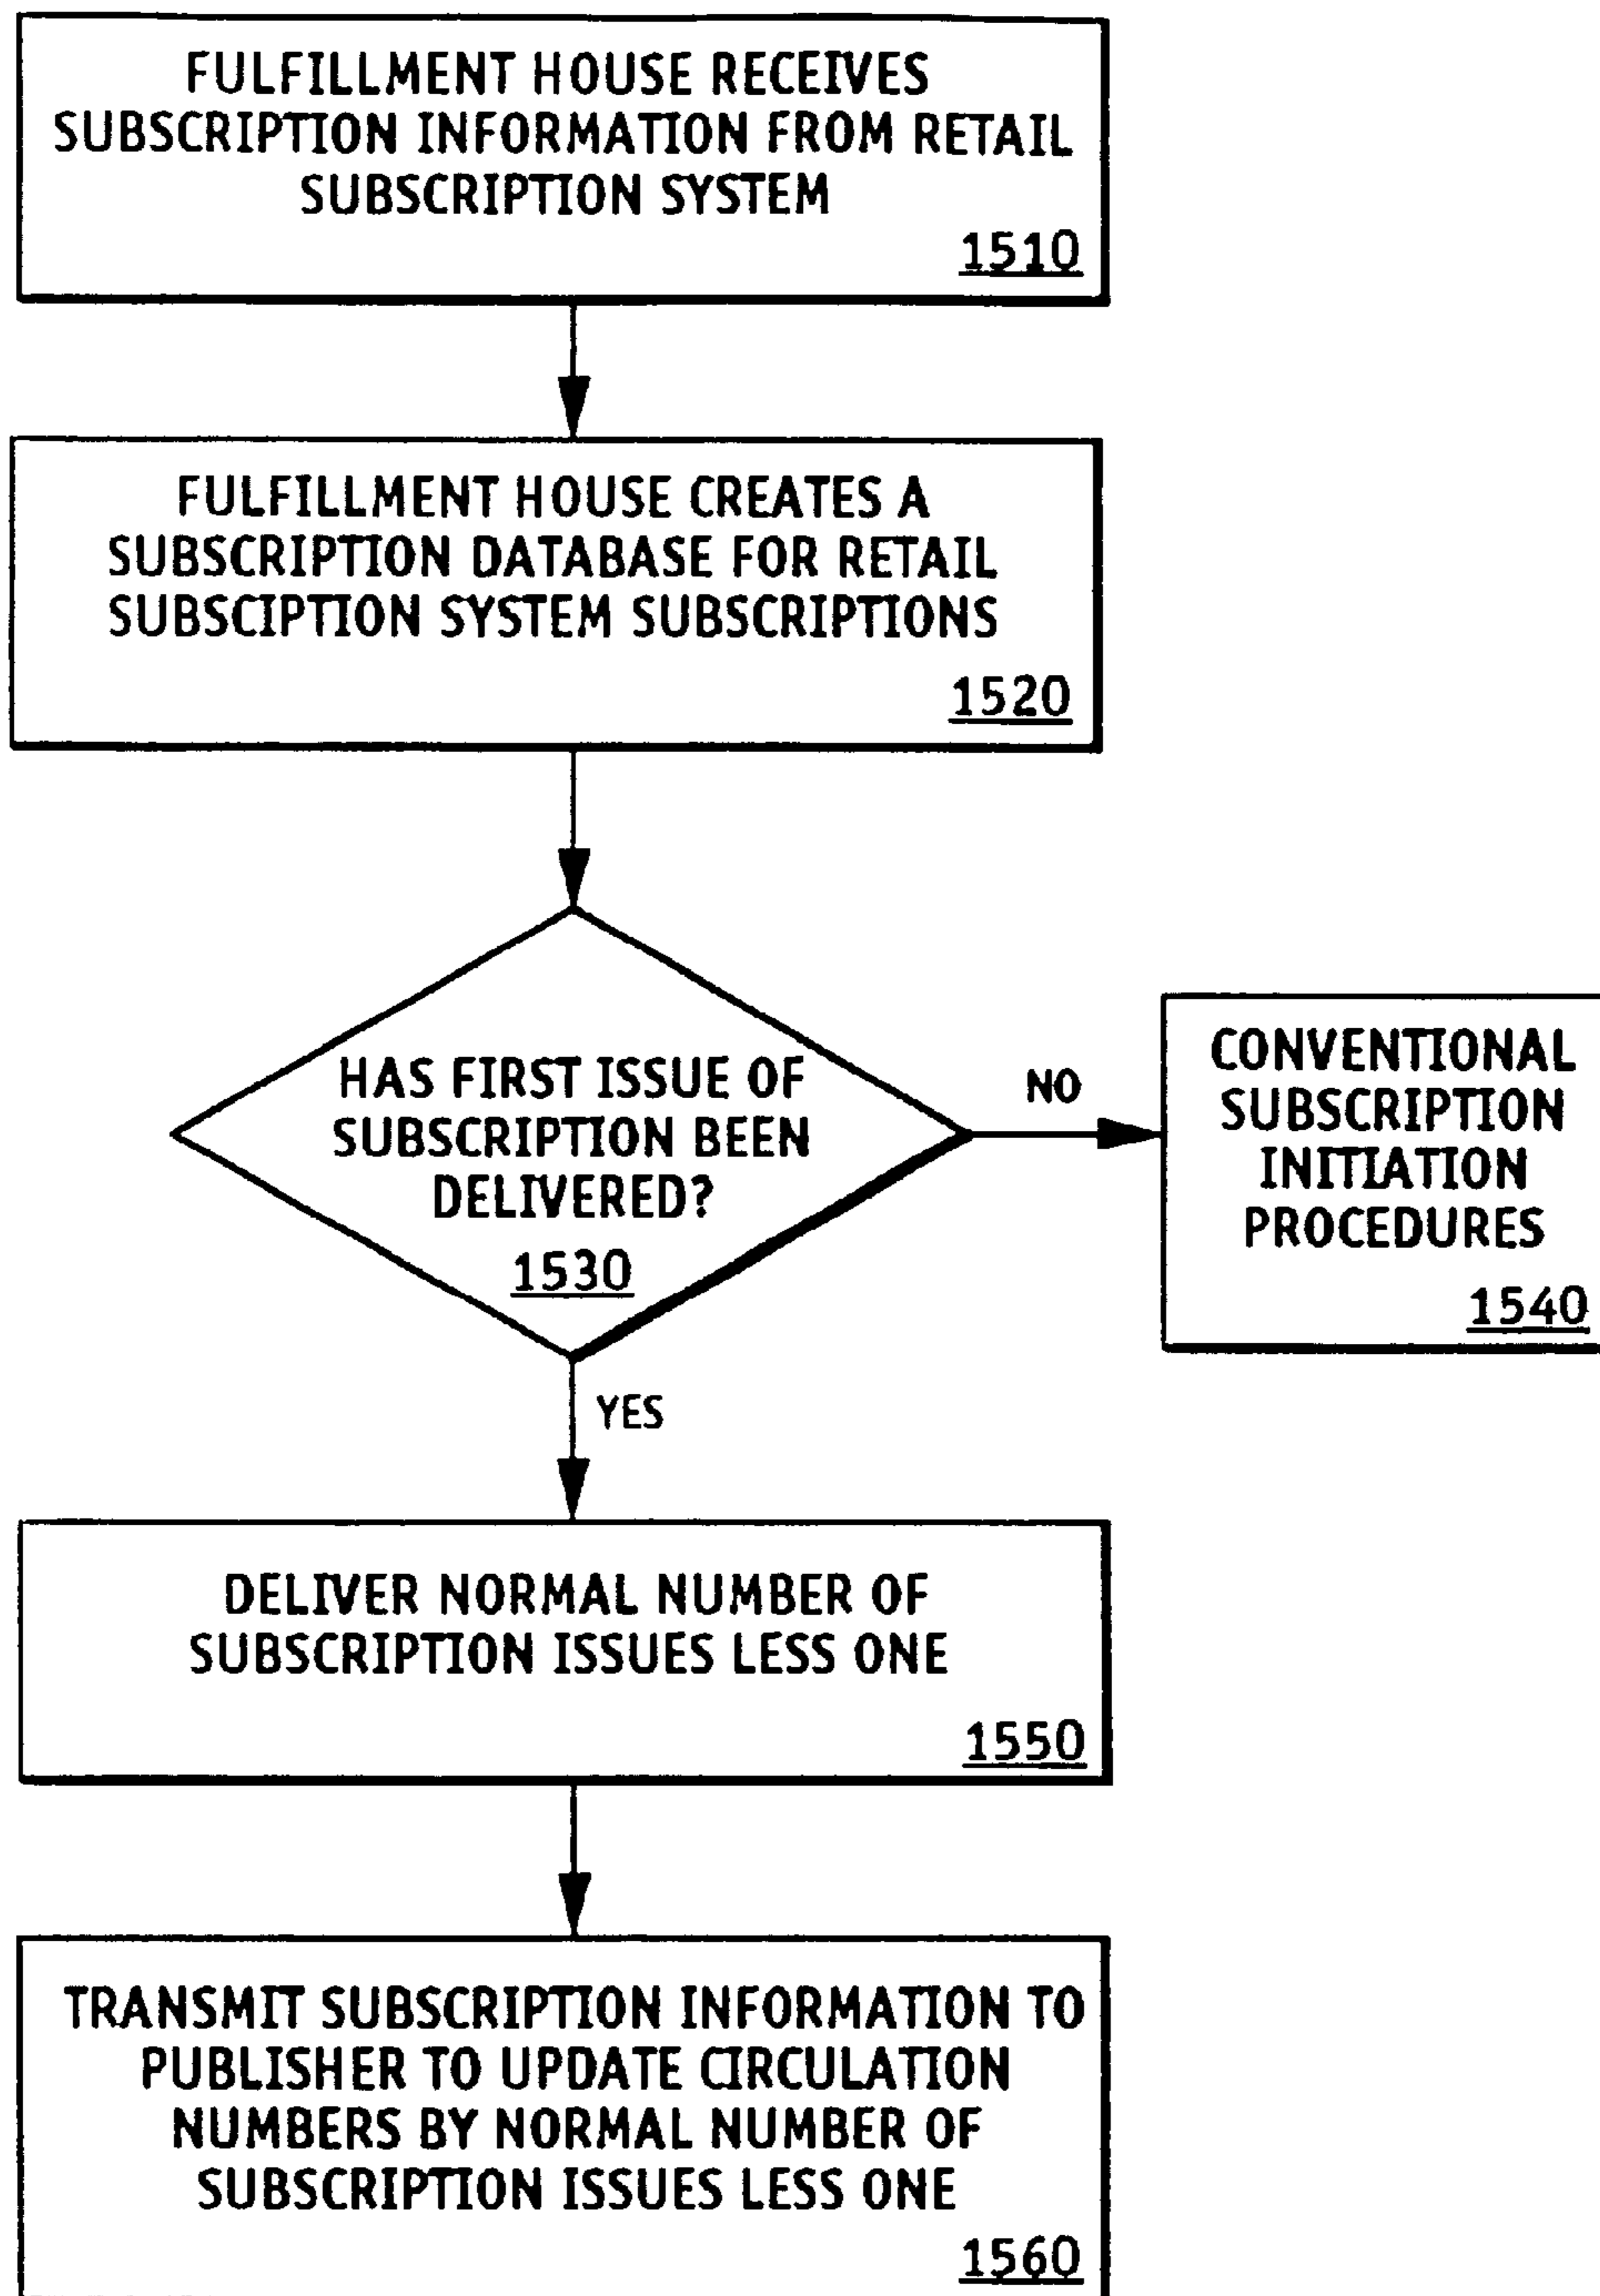 FULFILLMENT HOUSE RECEIVES
SUBSCRIPTION INFORMATION FROM RETAIL
SUBSCRIPTION SYSTEM
1510
FULFILLMENT HOUSE CREATES A
SUBSCRIPTION DATABASE FOR RETAIL
SUBSCIPTION SYSTEM SUBSCRIPTIONS
1520
HAS FIRST ISSUE OF
SUBSCRIPTION BEEN
DELIVERED?
1530
NO
CONVENTIONAL
SUBSCRIPTION
INITIATION
PROCEDURES
1540
YES
DELIVER NORMAL NUMBER OF
SUBSCRIPTION ISSUES LESS ONE
1550
TRANSMIT SUBSCRIPTION INFORMATION TO
PUBLISHER TO UPDATE CIRCULATION
NUMBERS BY NORMAL NUMBER OF
SUBSCRIPTION ISSUES LESS ONE
1560